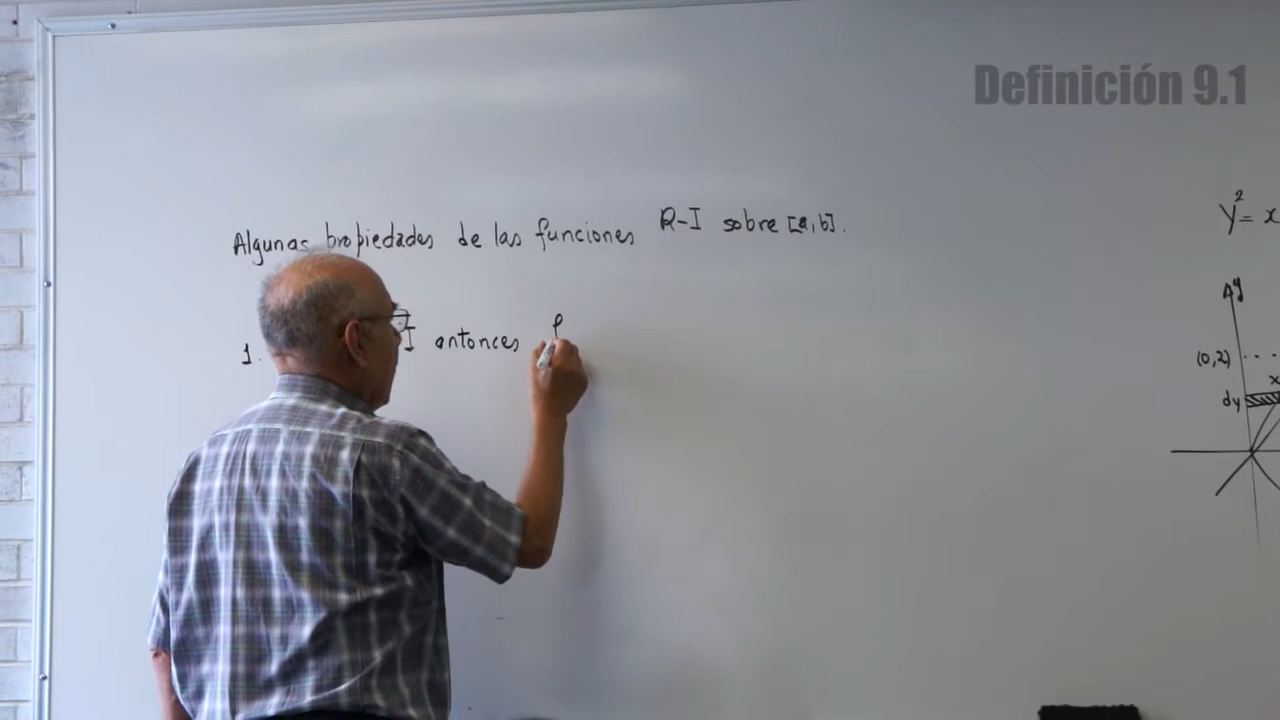 Definición 9.1
Algunas propiedades de las funciones R-I sobre [a,b].
1. I antonces
y² = x
y
(0,2)
x
dy